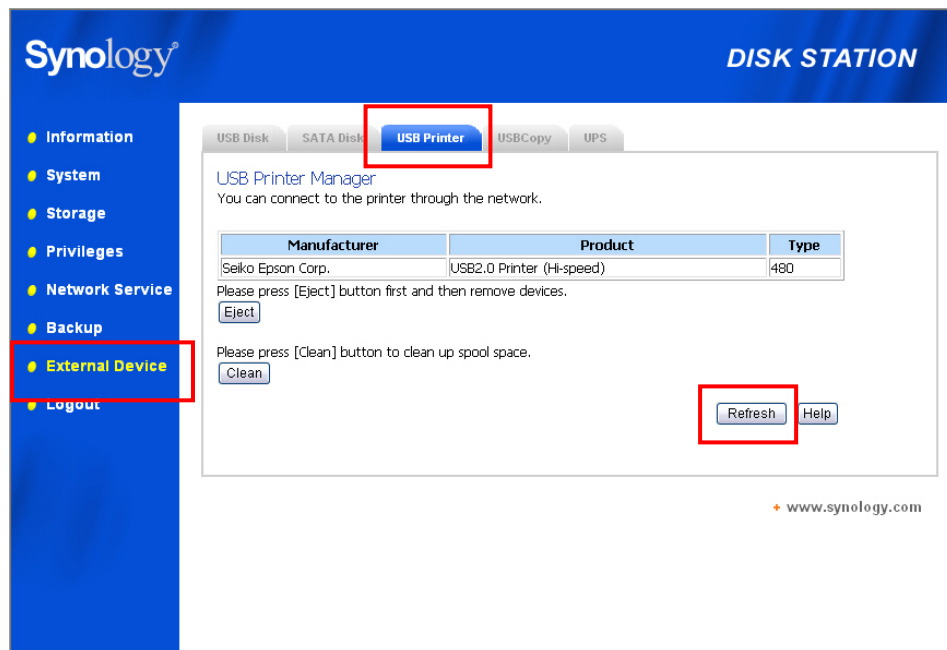 Synology
DISK STATION
Information
System
Storage
Privileges
Network Service
Backup
External Device
Logout
USB Disk SATA Disk USB Printer USBCopy UPS
USB Printer Manager
You can connect to the printer through the network.
Manufacturer Product Type
Seiko Epson Corp. USB2.0 Printer (Hi-speed) 480
Please press [Eject] button first and then remove devices.
Eject
Please press [Clean] button to clean up spool space.
Clean
Refresh Help
www.synology.com